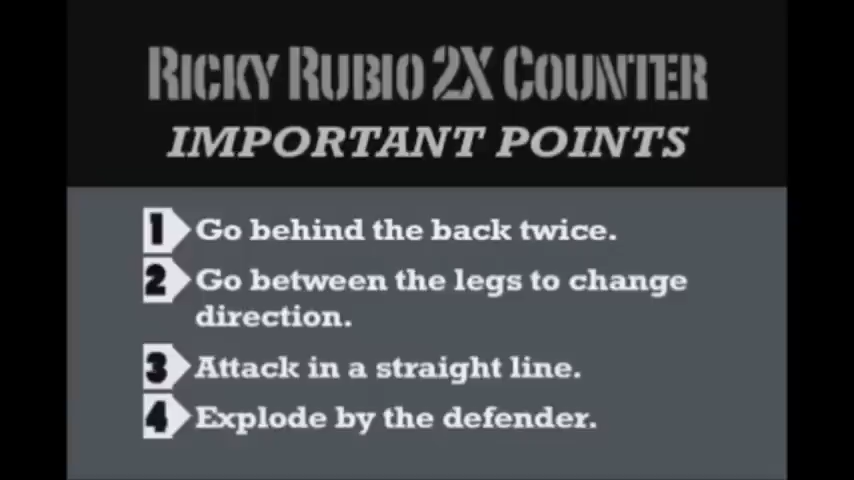 RICKY RUBIO 2X COUNTER
IMPORTANT POINTS
1 Go behind the back twice.
2 Go between the legs to change
direction.
3 Attack in a straight line.
4 Explode by the defender.